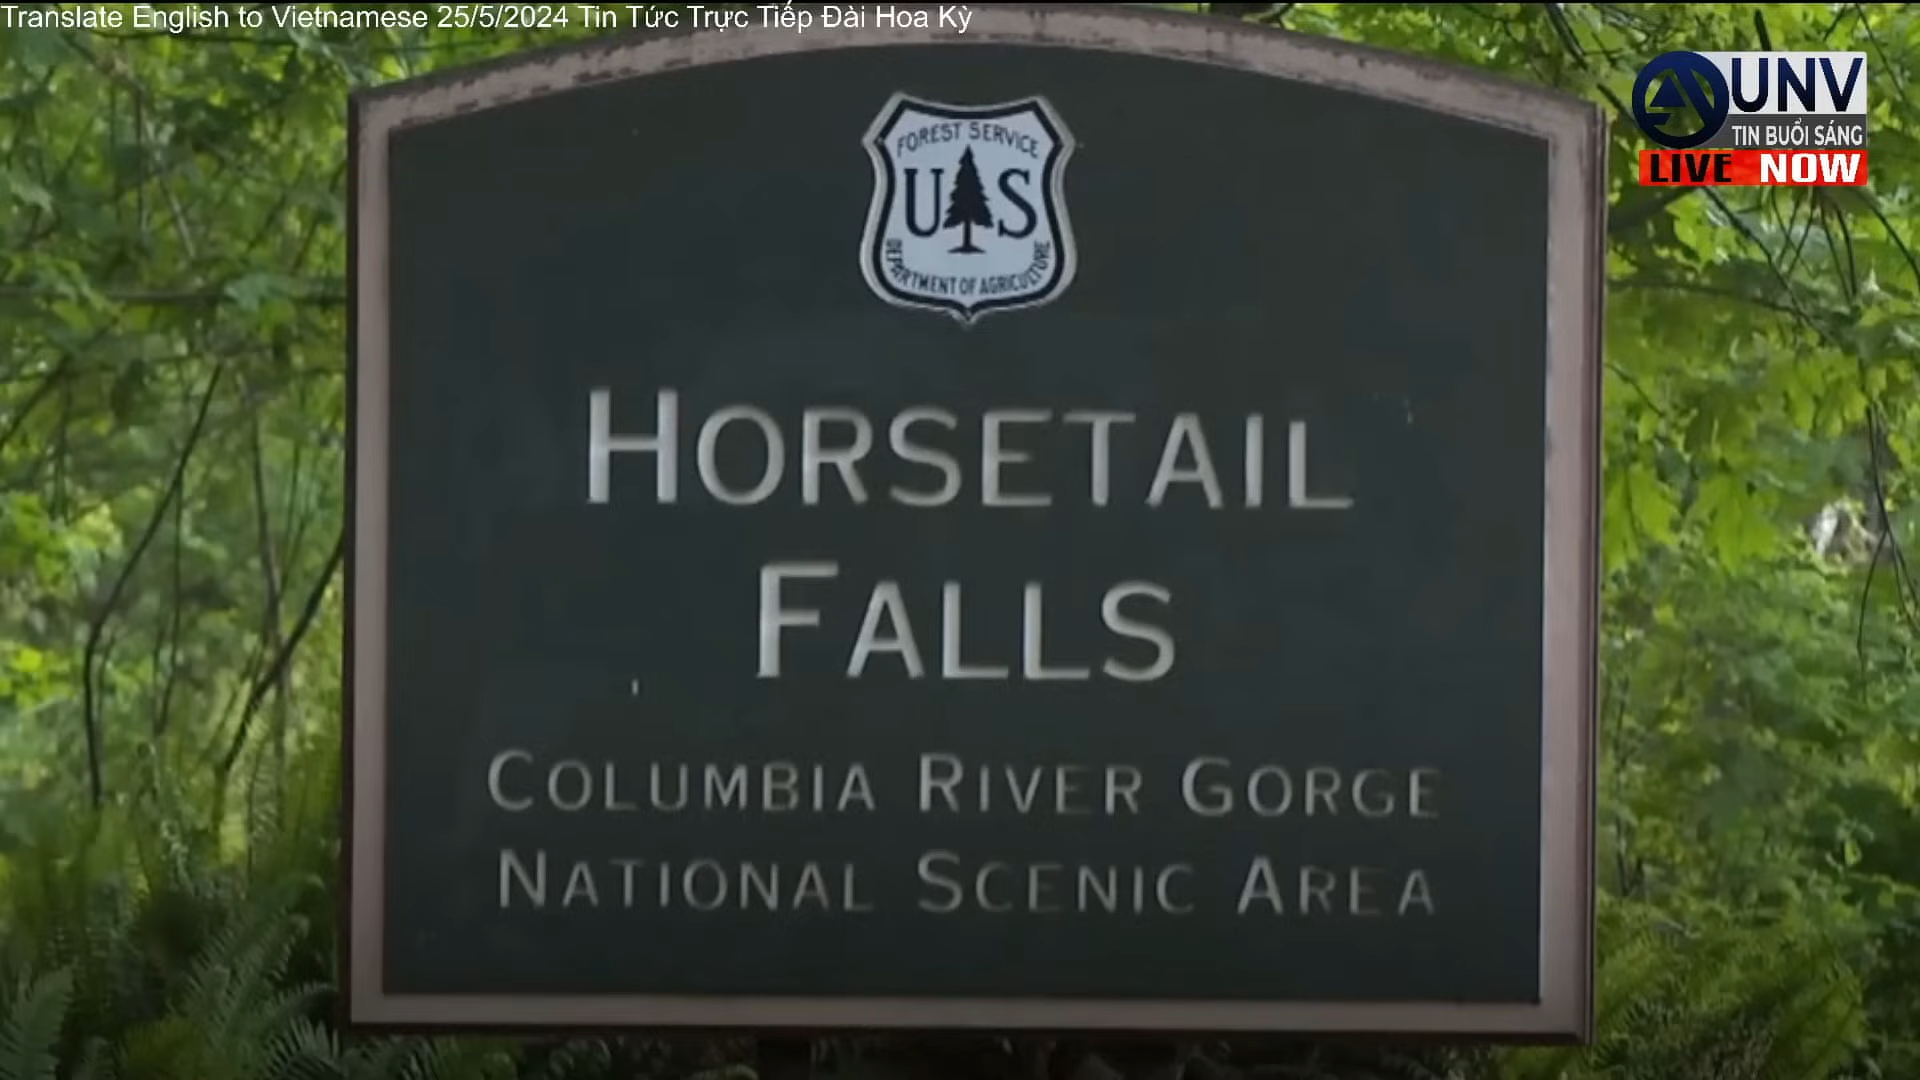 Translate English to Vietnamese 25/5/2024 Tin Tức Trực Tiếp Đài Hoa Kỳ
UNV
TIN BUỔI SÁNG
LIVE NOW
FOREST SERVICE
U S
DEPARTMENT OF AGRICULTURE
HORSETAIL
FALLS
COLUMBIA RIVER GORGE
NATIONAL SCENIC AREA